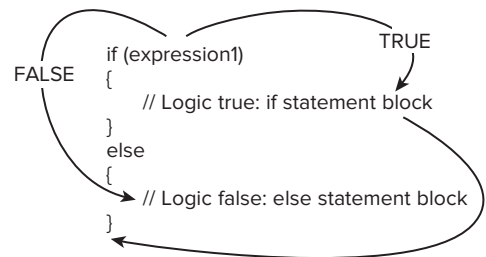 TRUE
if (expression1)
FALSE
{
// Logic true: if statement block
}
else
{
// Logic false: else statement block
}